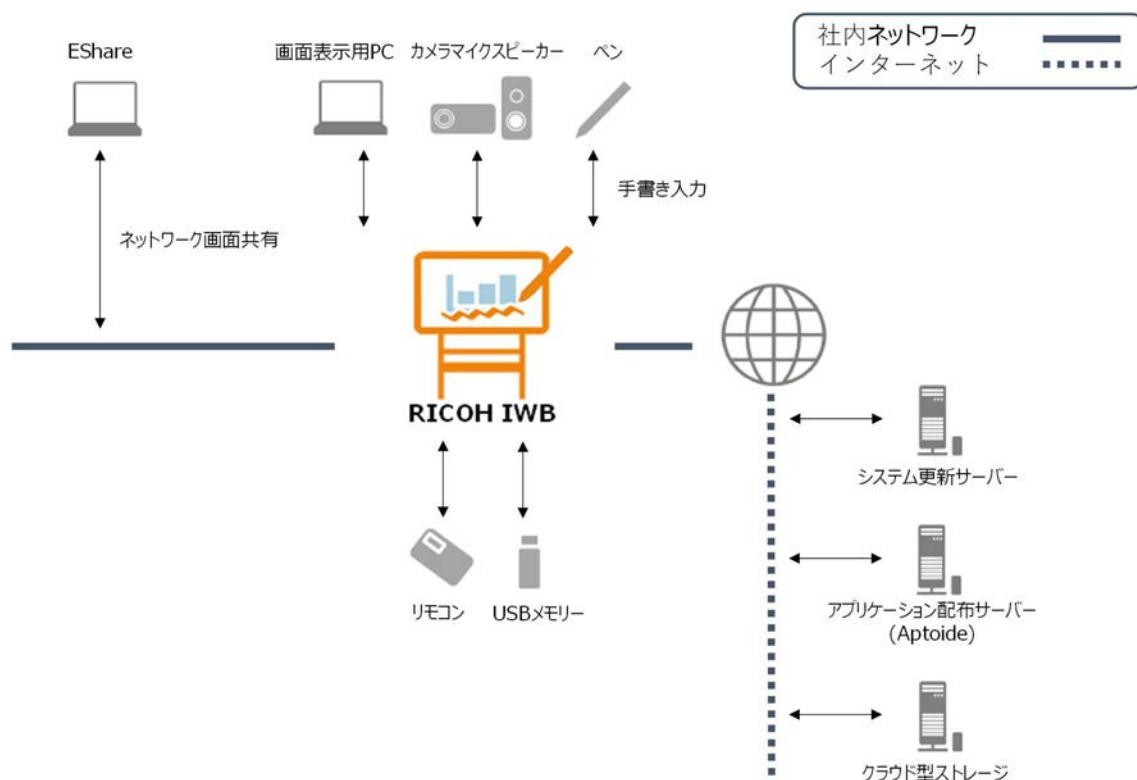 社内ネットワーク
インターネット
EShare
画面表示用PC
カメラマイクスピーカー
ペン
手書き入力
ネットワーク画面共有
RICOH IWB
システム更新サーバー
リモコン
USBメモリー
アプリケーション配布サーバー
(Aptoide)
クラウド型ストレージ